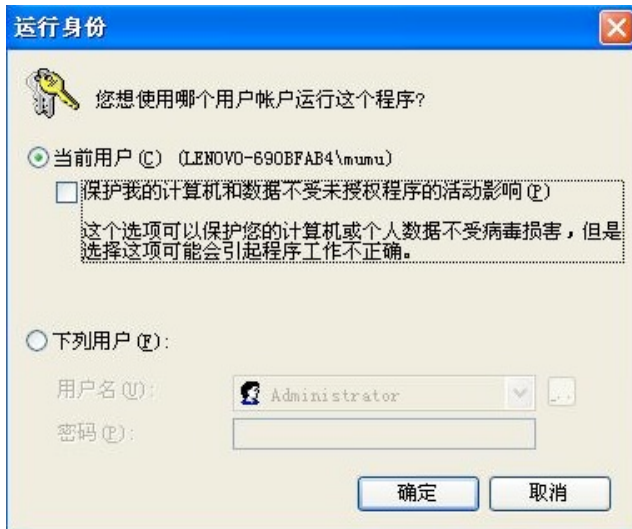 运行身份
您想使用哪个用户帐户运行这个程序?
当前用户(C) (LENOVO-690BFAB4\mumu)
保护我的计算机和数据不受未授权程序的活动影响(P)
这个选项可以保护您的计算机或个人数据不受病毒损害，但是
选择这项可能会引起程序工作不正确。
下列用户(F):
用户名(U):
Administrator
...
密码(P):
确定
取消